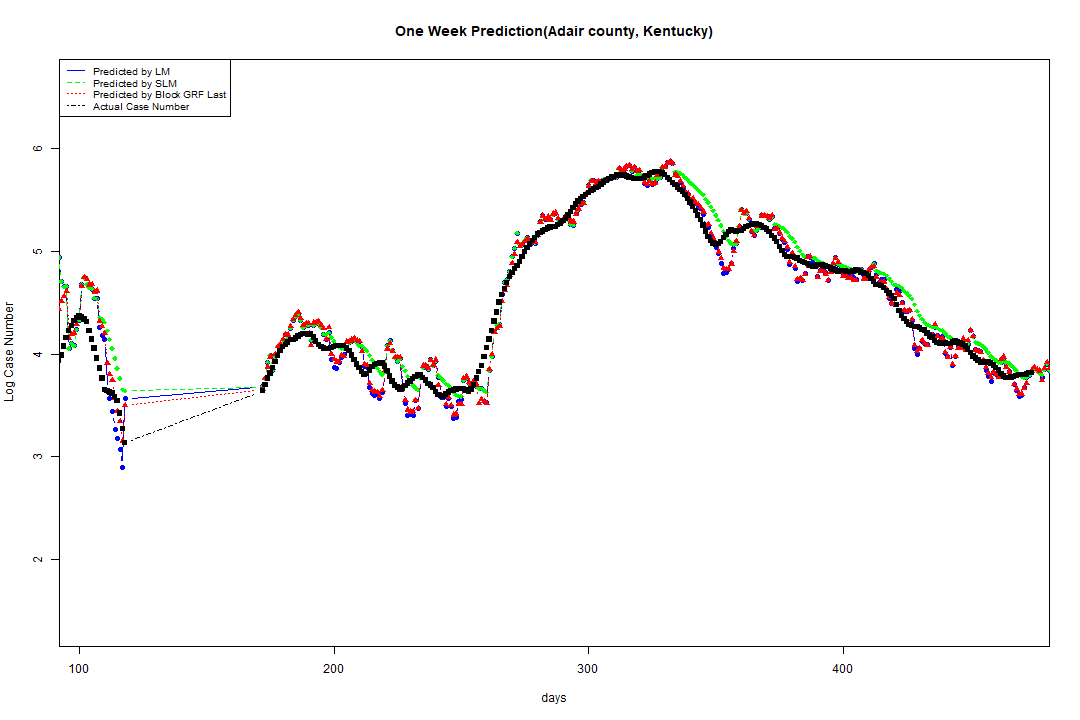 One Week Prediction(Adair county, Kentucky)
Predicted by LM
Predicted by SLM
Predicted by Block GRF Last
Actual Case Number
6
5
4
3
2
Log Case Number
100 200 300 400
days